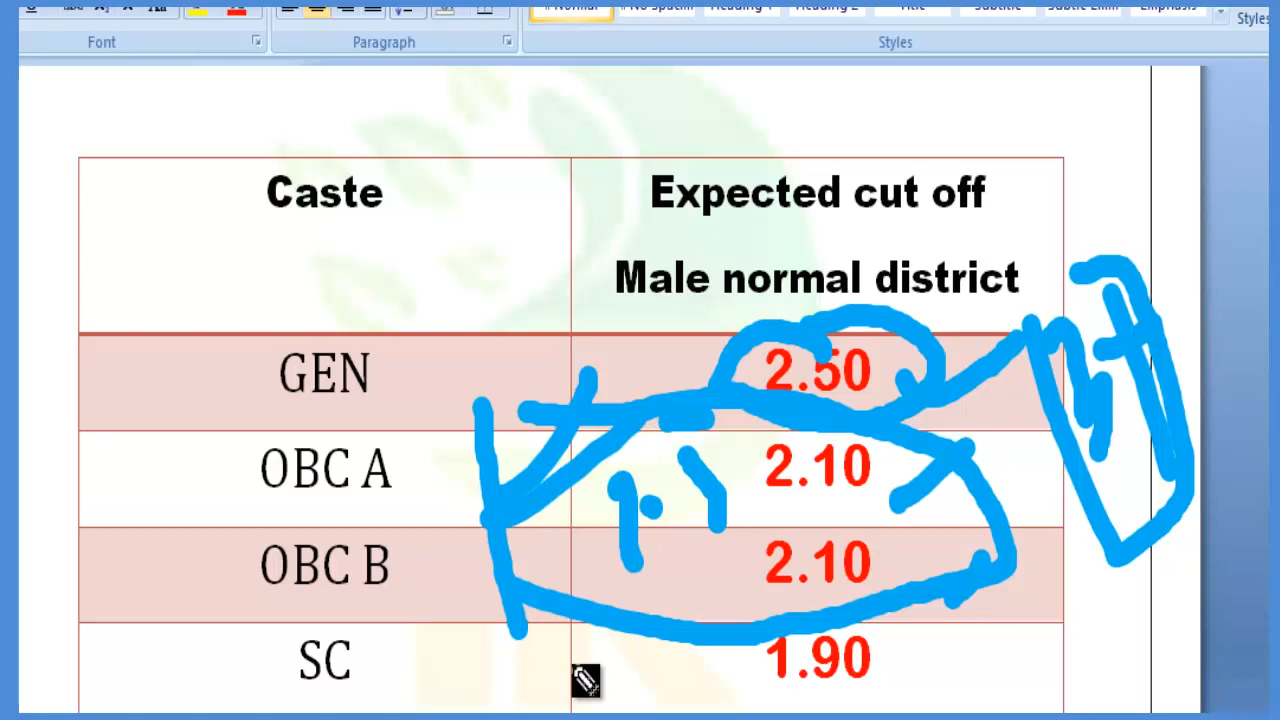 Font
Paragraph
Styles
Styles
Caste
Expected cut off
Male normal district
GEN
2.50
OBC A
2.10
OBC B
2.10
SC
1.90